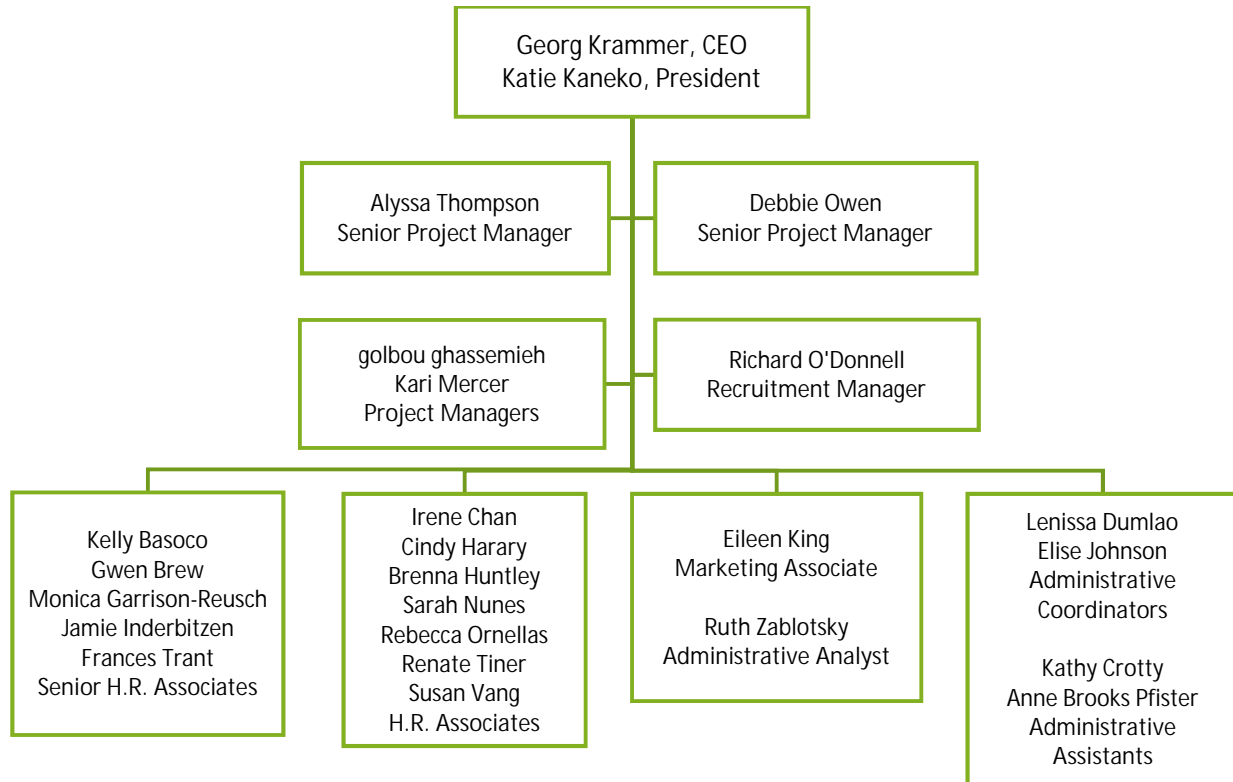 Georg Krammer, CEO
Katie Kaneko, President
Alyssa Thompson
Senior Project Manager
Debbie Owen
Senior Project Manager
golbou ghassemieh
Kari Mercer
Project Managers
Richard O'Donnell
Recruitment Manager
Kelly Basoco
Gwen Brew
Monica Garrison-Reusch
Jamie Inderbitzen
Frances Trant
Senior H.R. Associates
Irene Chan
Cindy Harary
Brenna Huntley
Sarah Nunes
Rebecca Ornellas
Renate Tiner
Susan Vang
H.R. Associates
Eileen King
Marketing Associate
Ruth Zablotsky
Administrative Analyst
Lenissa Dumlao
Elise Johnson
Administrative
Coordinators
Kathy Crotty
Anne Brooks Pfister
Administrative
Assistants